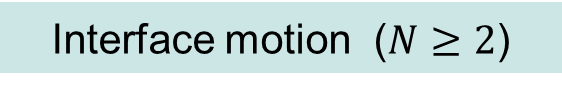 Interface motion (𝑁 ≥ 2)